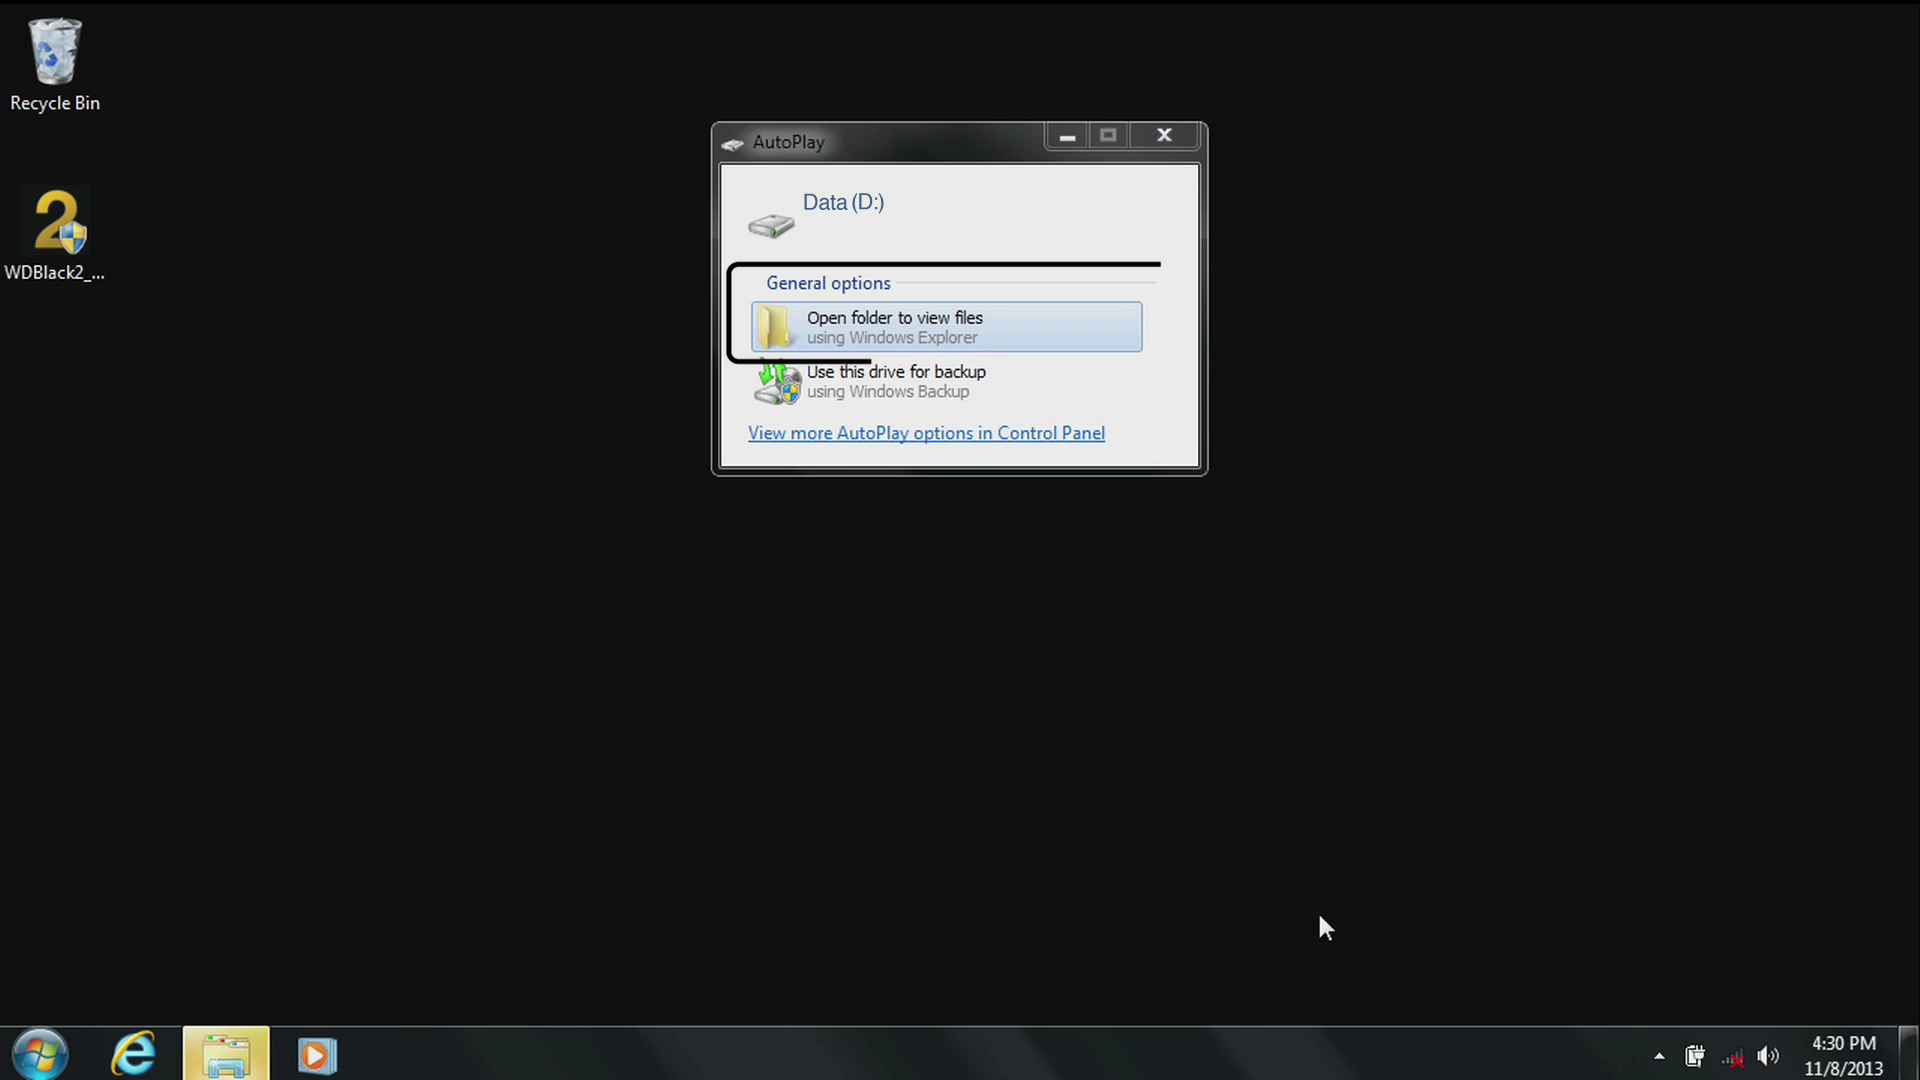 Recycle Bin
2
WDBlack2_...
AutoPlay
Data (D:)
General options
Open folder to view files
using Windows Explorer
Use this drive for backup
using Windows Backup
View more AutoPlay options in Control Panel
4:30 PM
11/8/2013